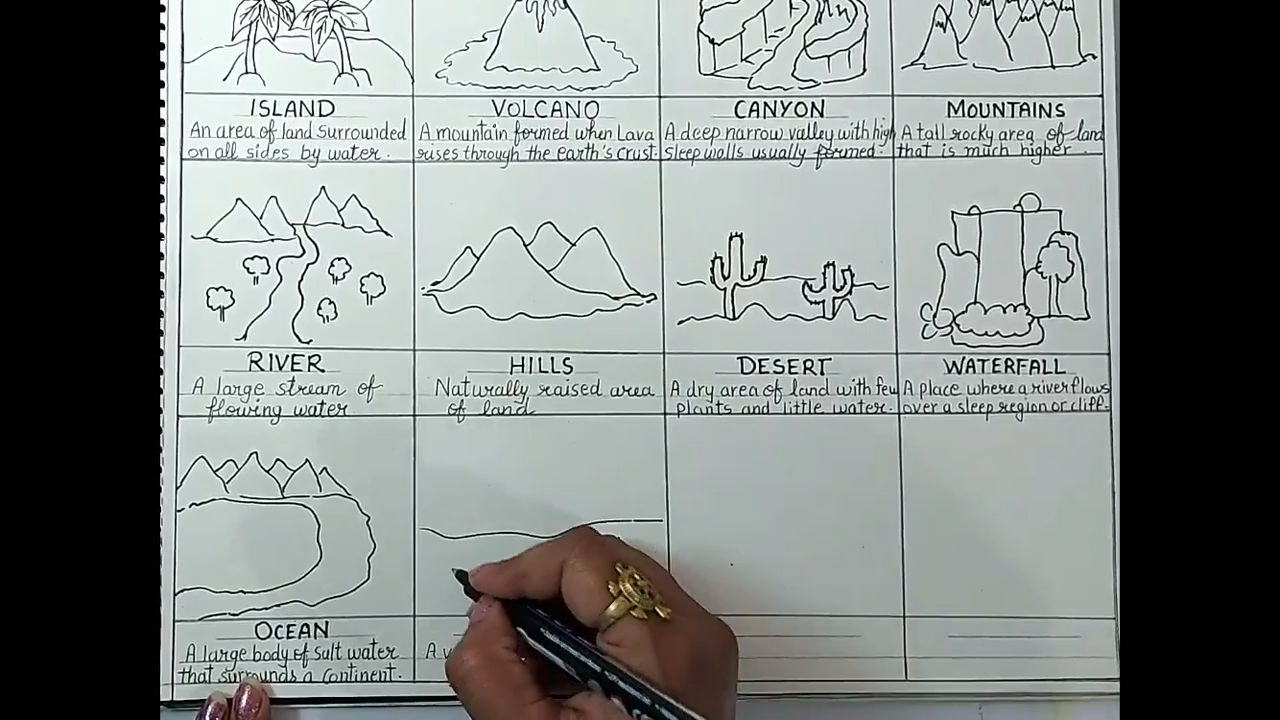 ISLAND
An area of land surrounded
on all sides by water.
VOLCANO
A mountain formed when Lava
rises through the earth's crust.
CANYON
A deep narrow valley with high
sleep walls usually formed.
MOUNTAINS
A tall rocky area of land
that is much higher.
RIVER
A large stream of
flowing water
HILLS
Naturally raised area
of land
DESERT
A dry area of land with few
plants and little water.
WATERFALL
A place where a river flows
over a sleep region or cliff.
OCEAN
A large body of salt water
that surrounds a continent.
A